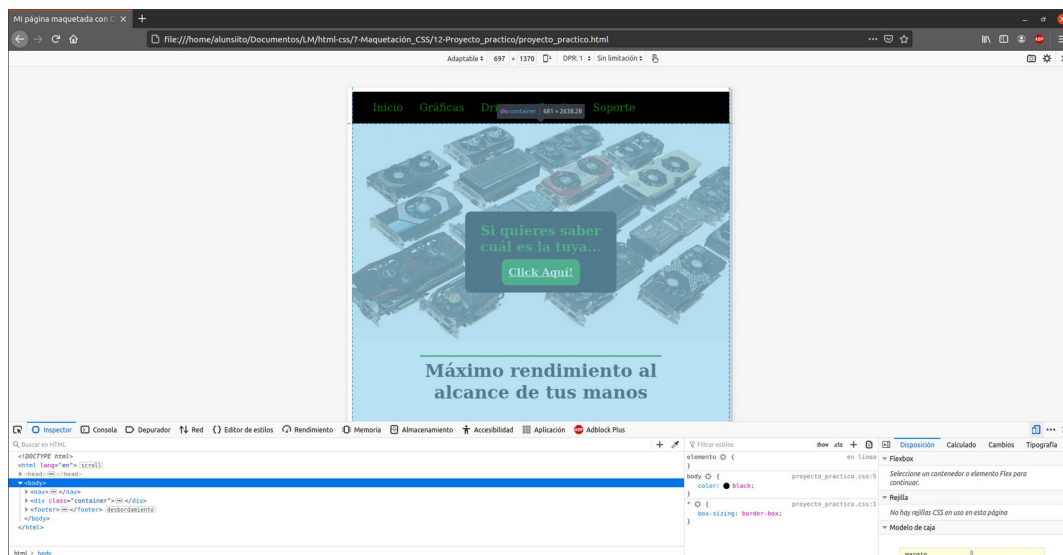 Mi página maquetada con C
file:///home/alunsiito/Documentos/LM/html-css/7-Maquetación_CSS/12-Proyecto_practico/proyecto_practico.html
ABP
Adaptable 697 × 1370 DPR: 1 Sin limitación
Inicio Gráficas Dri Soporte
div.container 681 × 2638.28
Si quieres saber
cuál es la tuya...
Click Aquí!
Máximo rendimiento al
alcance de tus manos
Inspector Consola Depurador Red Editor de estilos Rendimiento Memoria Almacenamiento Accesibilidad Aplicación Adblock Plus
Buscar en HTML
<!DOCTYPE html>
<html lang="en"> scroll
<head> </head>
<body>
<nav> </nav>
<div class="container"> </div>
<footer> </footer> desbordamiento
</body>
</html>
html > body
Filtrar estilos :hov .cls +
elemento { en línea
}
body { proyecto_practico.css:5
color: black;
}
* { proyecto_practico.css:1
box-sizing: border-box;
}
Disposición Calculado Cambios Tipografía
Flexbox
Seleccione un contenedor o elemento Flex para
continuar.
Rejilla
No hay rejillas CSS en uso en esta página
Modelo de caja
margin